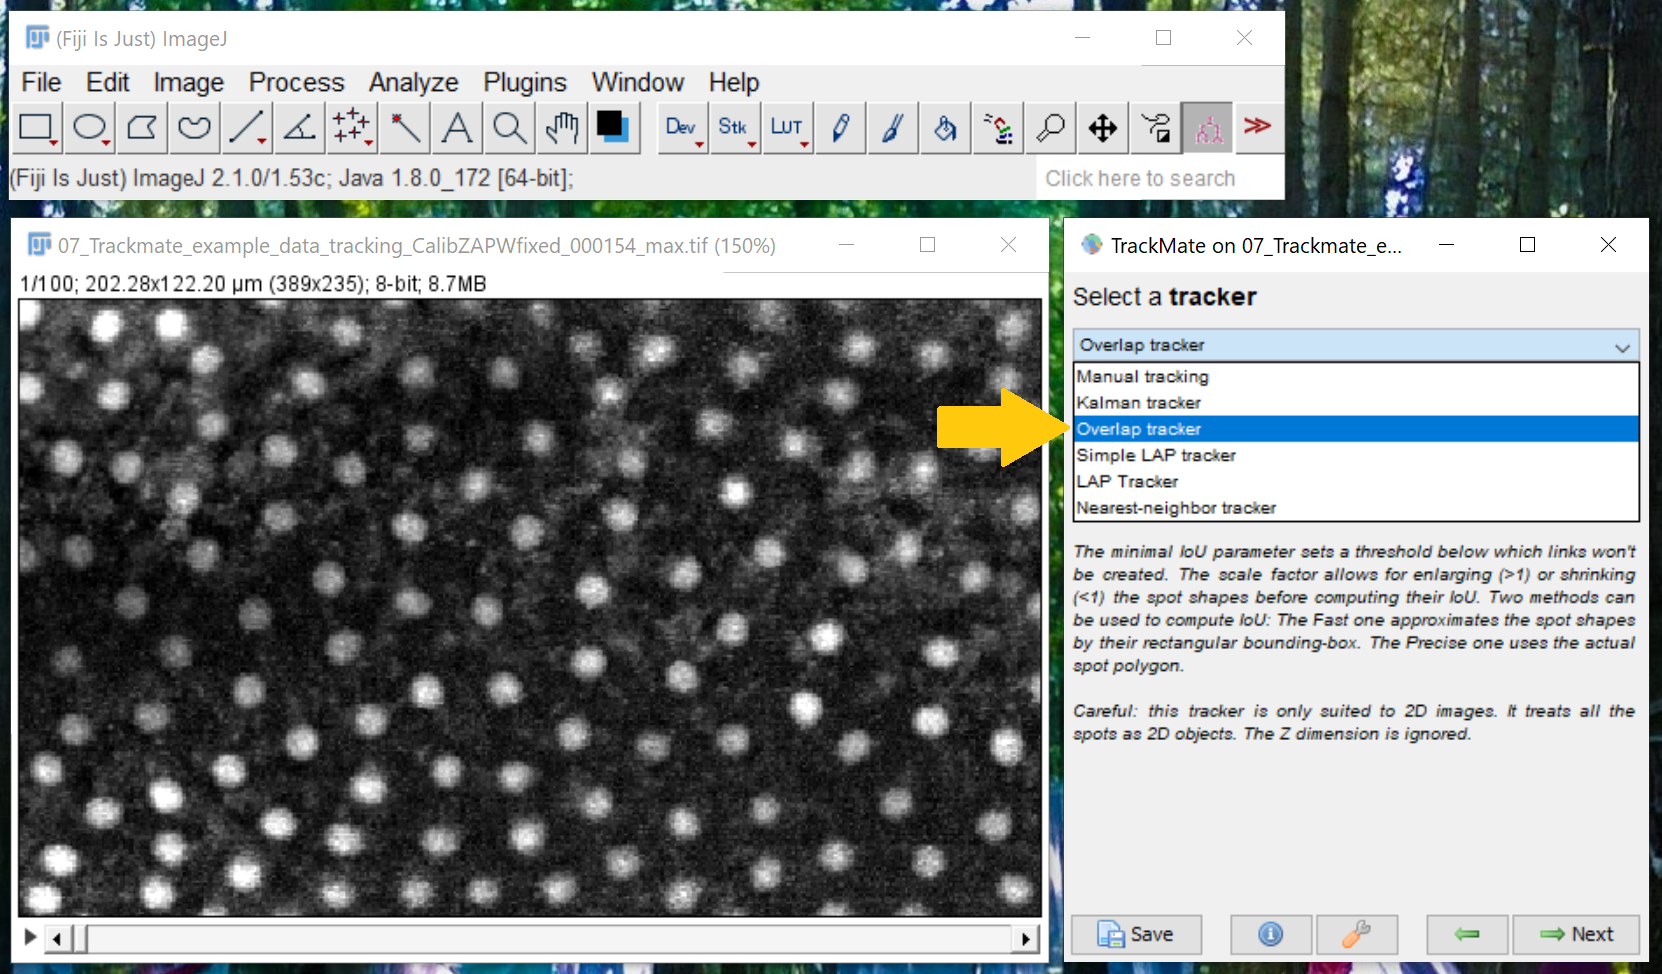 (Fiji Is Just) ImageJ
File Edit Image Process Analyze Plugins Window Help
Dev Stk LUT
(Fiji Is Just) ImageJ 2.1.0/1.53c; Java 1.8.0_172 [64-bit];
Click here to search
07_Trackmate_example_data_tracking_CalibZAPWfixed_000154_max.tif (150%)
1/100; 202.28x122.20 µm (389x235); 8-bit; 8.7MB
TrackMate on 07_Trackmate_e...
Select a tracker
Overlap tracker
Manual tracking
Kalman tracker
Overlap tracker
Simple LAP tracker
LAP Tracker
Nearest-neighbor tracker
The minimal IoU parameter sets a threshold below which links won't
be created. The scale factor allows for enlarging (>1) or shrinking
(<1) the spot shapes before computing their IoU. Two methods can
be used to compute IoU: The Fast one approximates the spot shapes
by their rectangular bounding-box. The Precise one uses the actual
spot polygon.
Careful: this tracker is only suited to 2D images. It treats all the
spots as 2D objects. The Z dimension is ignored.
Save
Next